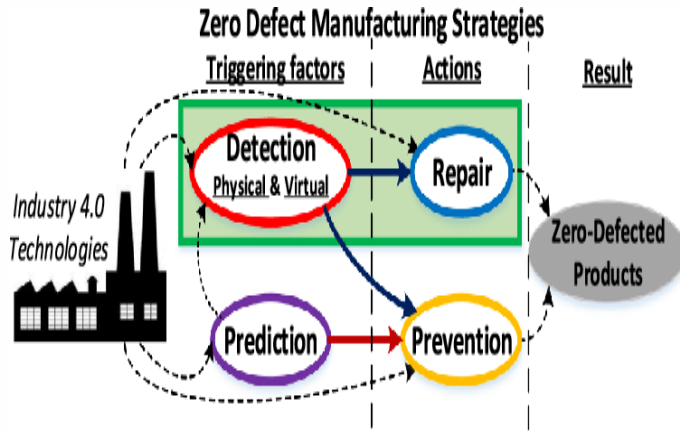 Zero Defect Manufacturing Strategies
Triggering factors
Actions
Result
Detection
Physical & Virtual
Repair
Industry 4.0
Technologies
Zero-Defected
Products
Prediction
Prevention